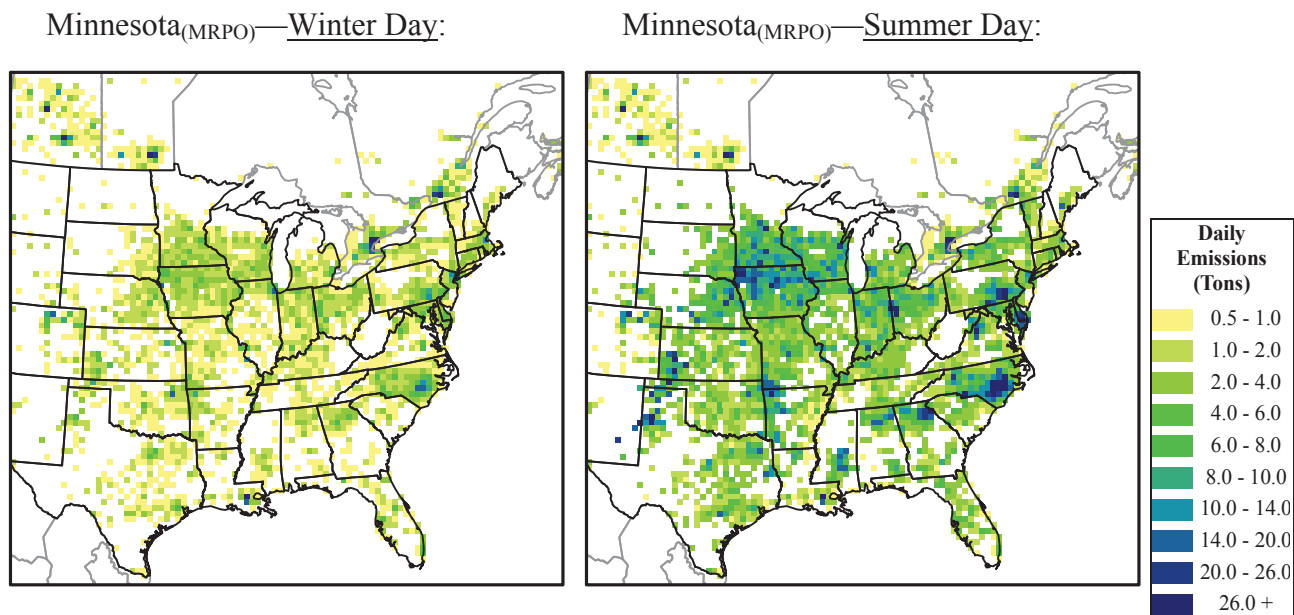 Minnesota(MRPO)—Winter Day:
Minnesota(MRPO)—Summer Day:
Daily
Emissions
(Tons)
0.5 - 1.0
1.0 - 2.0
2.0 - 4.0
4.0 - 6.0
6.0 - 8.0
8.0 - 10.0
10.0 - 14.0
14.0 - 20.0
20.0 - 26.0
26.0 +